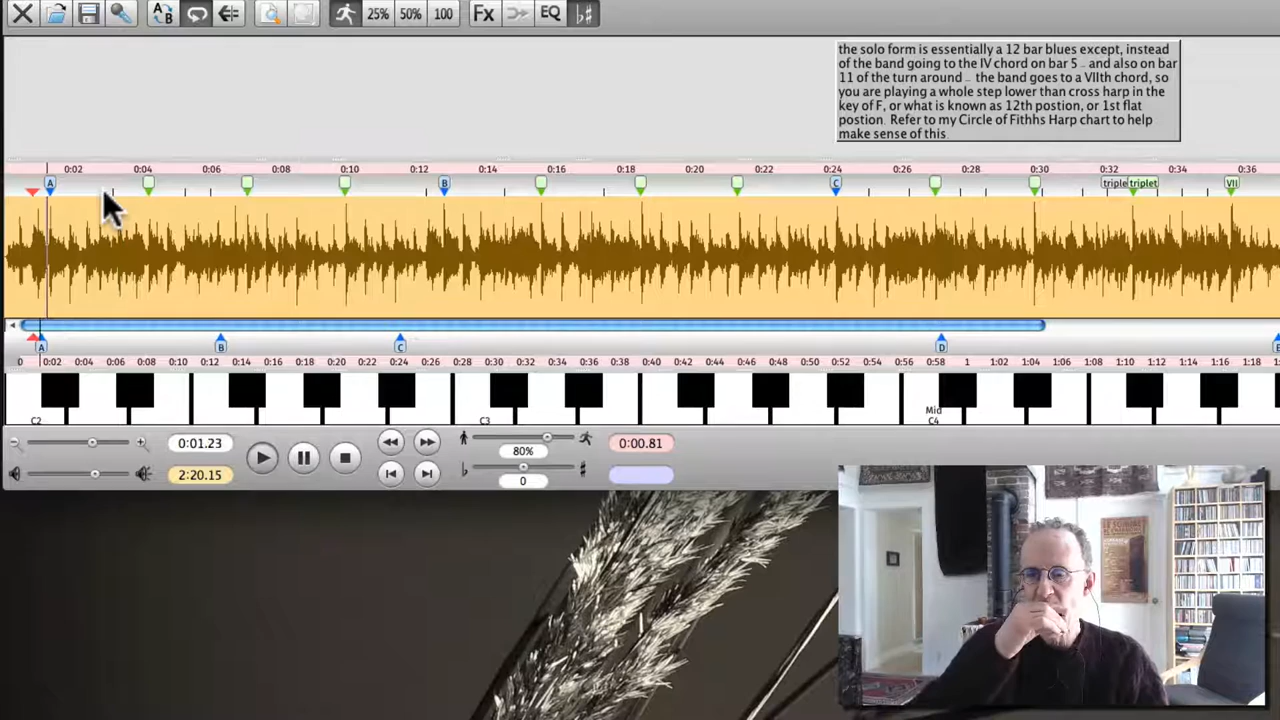 A B 25% 50% 100 Fx EQ
the solo form is essentially a 12 bar blues except, instead
of the band going to the IV chord on bar 5 .. and also on bar
11 of the turn around .. the band goes to a VIIth chord, so
you are playing a whole step lower than cross harp in the
key of F, or what is known as 12th postion, or 1st flat
postion. Refer to my Circle of Fithhs Harp chart to help
make sense of this.
0:02 0:04 0:06 0:08 0:10 0:12 0:14 0:16 0:18 0:20 0:22 0:24 0:26 0:28 0:30 0:32 0:34 0:36
A B C triple triplet VII
A B C D E
0 0:02 0:04 0:06 0:08 0:10 0:12 0:14 0:16 0:18 0:20 0:22 0:24 0:26 0:28 0:30 0:32 0:34 0:36 0:38 0:40 0:42 0:44 0:46 0:48 0:50 0:52 0:54 0:56 0:58 1 1:02 1:04 1:06 1:08 1:10 1:12 1:14 1:16 1:18
C2 C3 Mid
C4
0:01.23 80% 0:00.81
2:20.15 0